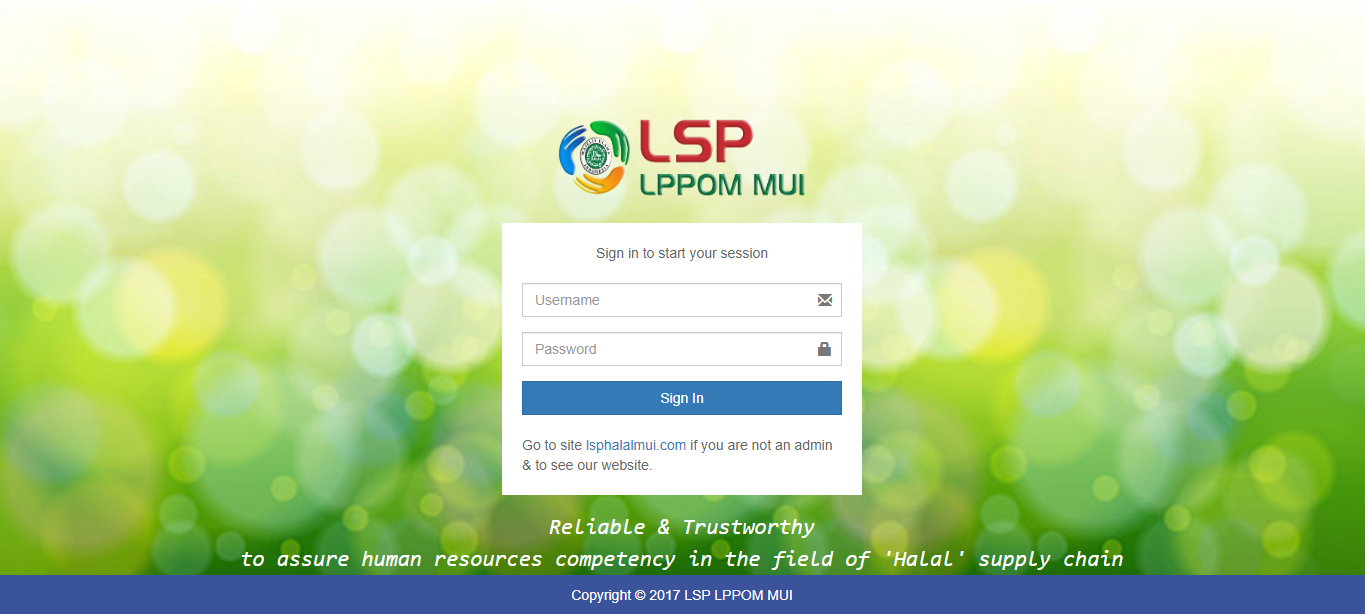 LSP
LPPOM MUI
Sign in to start your session
Username
Password
Sign In
Go to site lsphalalmui.com if you are not an admin
& to see our website.
Reliable & Trustworthy
to assure human resources competency in the field of 'Halal' supply chain
Copyright © 2017 LSP LPPOM MUI